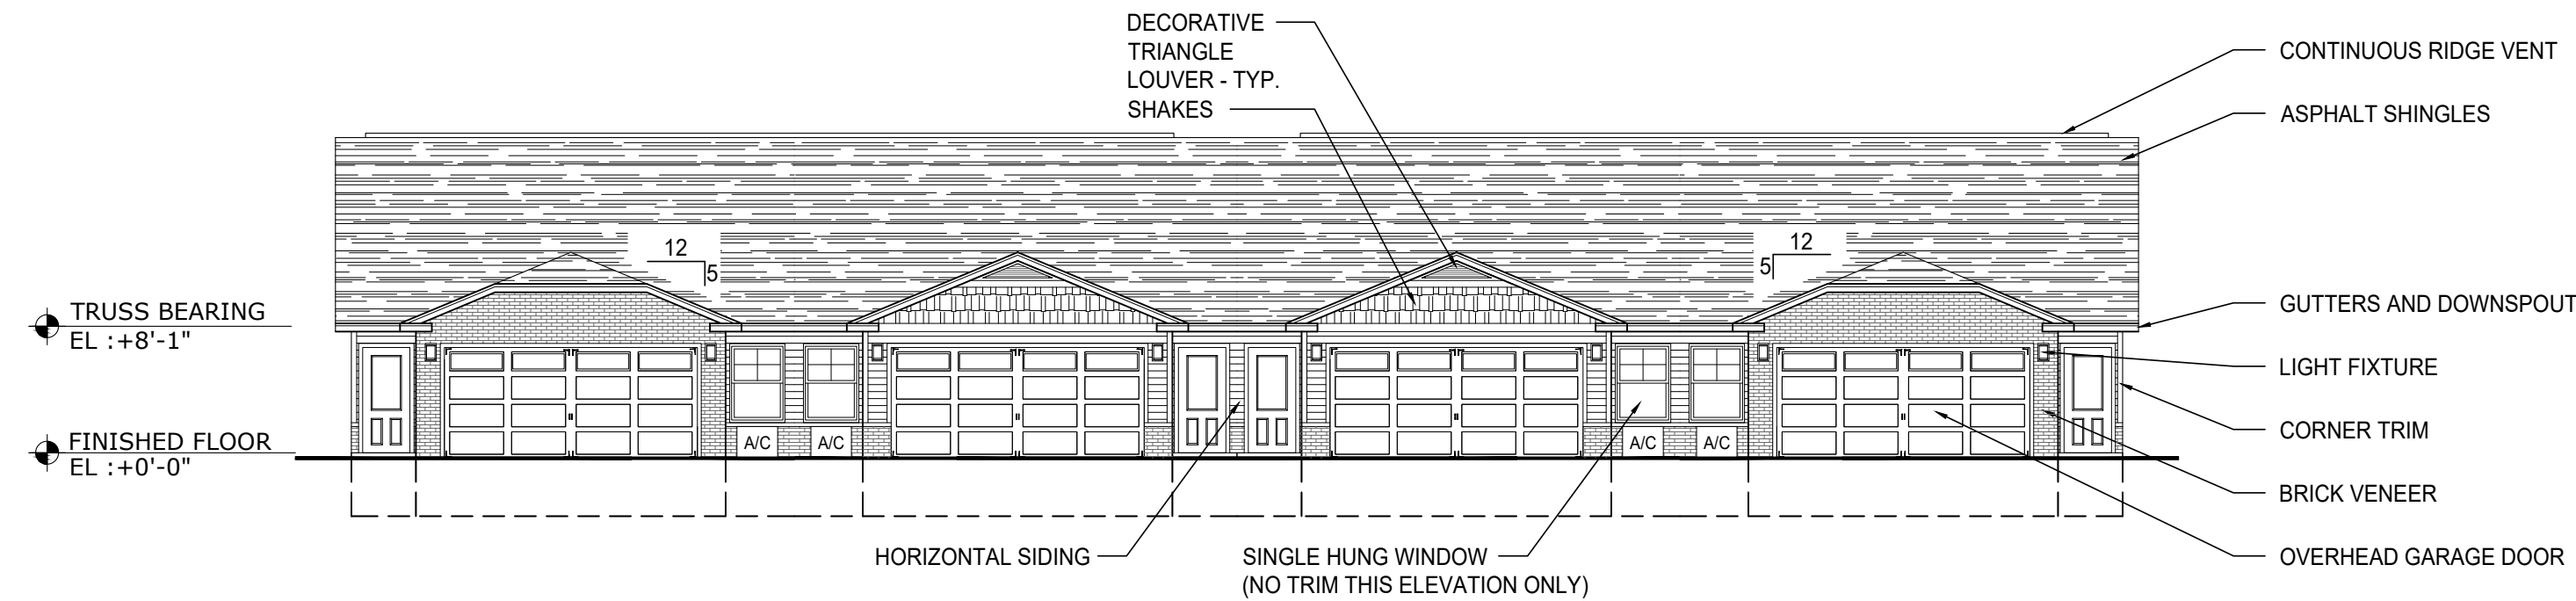 DECORATIVE
TRIANGLE
LOUVER - TYP.
SHAKES
CONTINUOUS RIDGE VENT
ASPHALT SHINGLES
12
5
12
5
TRUSS BEARING
EL :+8'-1"
GUTTERS AND DOWNSPOUT
LIGHT FIXTURE
CORNER TRIM
FINISHED FLOOR
EL :+0'-0"
A/C
A/C
A/C
A/C
BRICK VENEER
HORIZONTAL SIDING
SINGLE HUNG WINDOW
(NO TRIM THIS ELEVATION ONLY)
OVERHEAD GARAGE DOOR